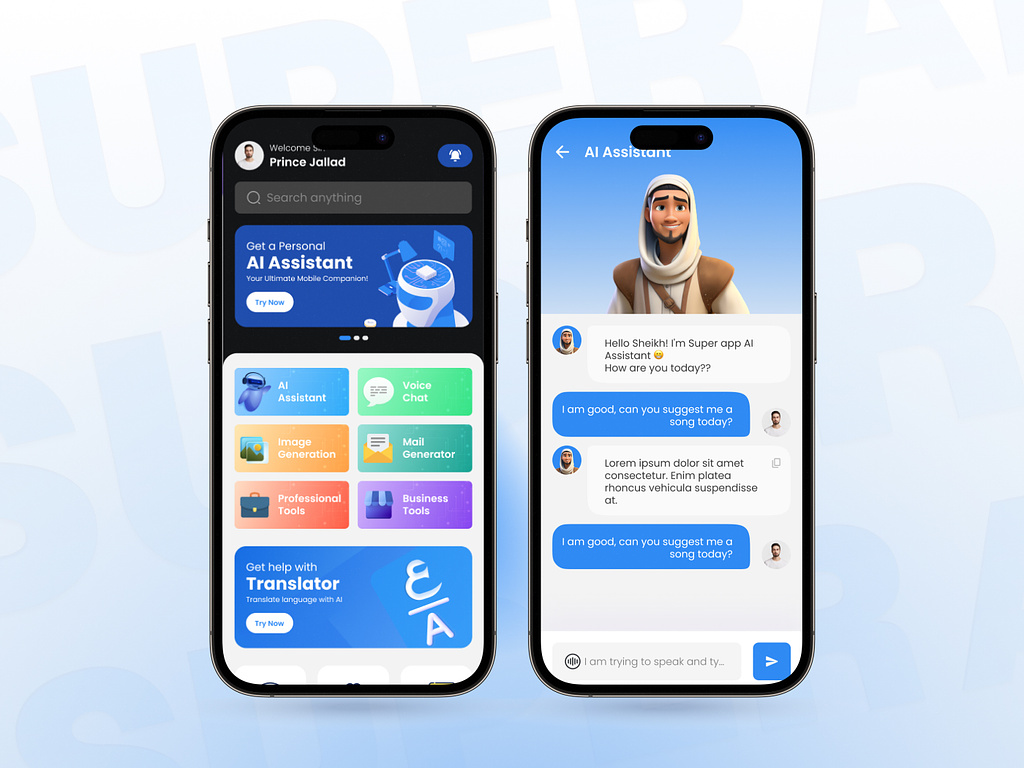 SUPER
Welcome
Prince Jallad
Search anything
Get a Personal
AI Assistant
Your Ultimate Mobile Companion!
Try Now
AI
Assistant
Voice
Chat
Image
Generation
Mail
Generator
Professional
Tools
Business
Tools
Get help with
Translator
Translate language with AI
Try Now
ع
A
AI Assistant
Hello Sheikh! I'm Super app AI
Assistant 😄
How are you today??
I am good, can you suggest me a
song today?
Lorem ipsum dolor sit amet
consectetur. Enim platea
rhoncus vehicula suspendisse
at.
I am good, can you suggest me a
song today?
I am trying to speak and ty...